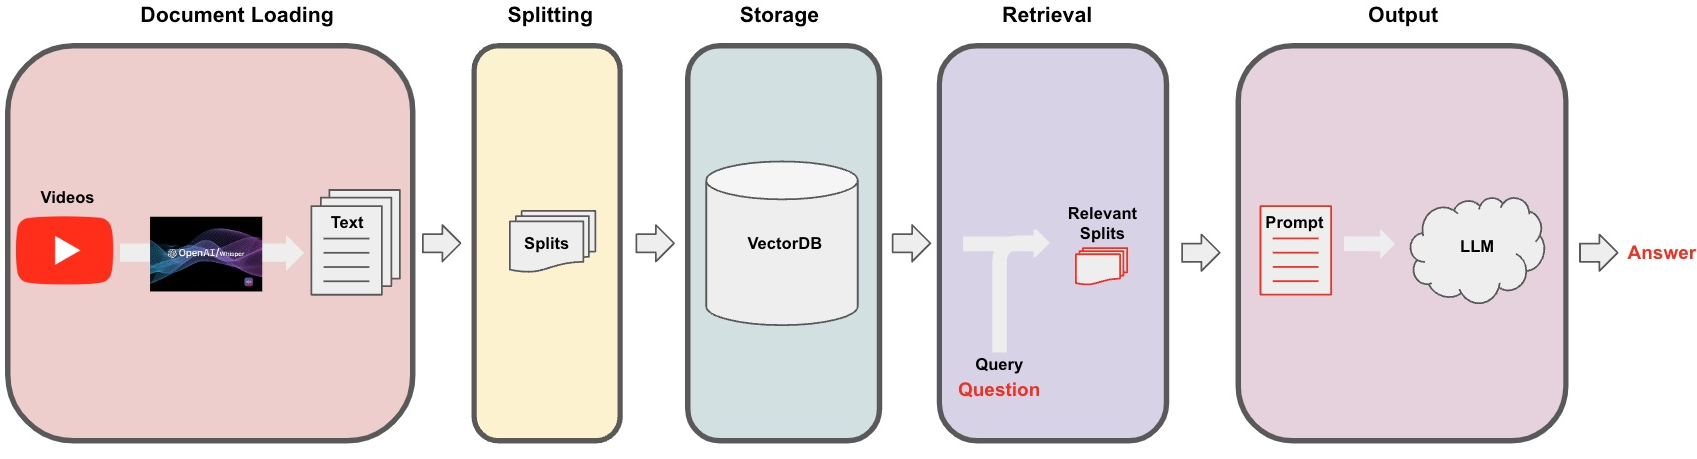 Document Loading
Splitting
Storage
Retrieval
Output
Videos
OpenAI/Whisper
Text
Splits
VectorDB
Relevant
Splits
Query
Question
Prompt
LLM
Answer